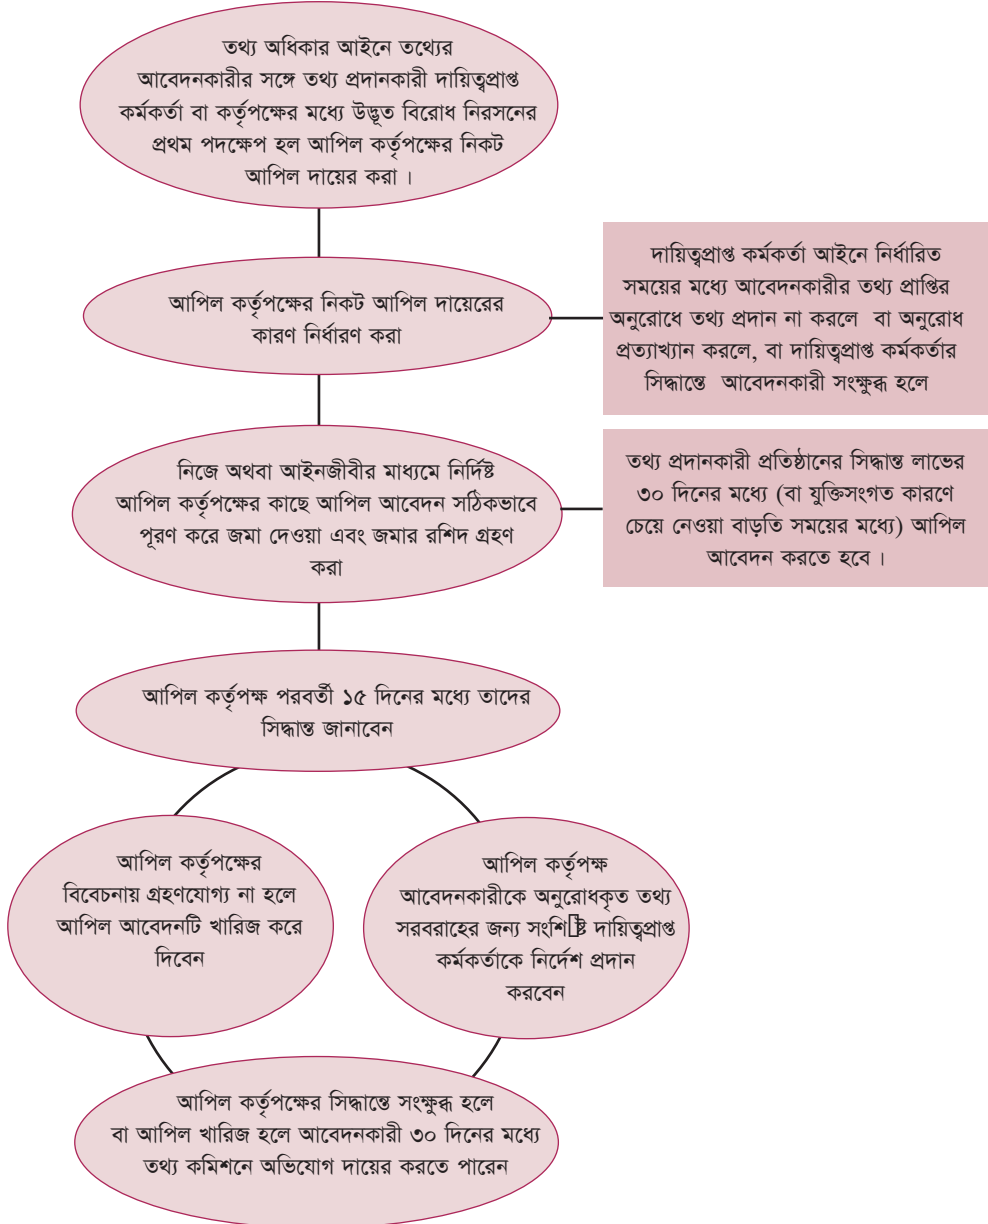 তথ্য অধিকার আইনে তথ্যের
আবেদনকারীর সঙ্গে তথ্য প্রদানকারী দায়িত্বপ্রাপ্ত
কর্মকর্তা বা কর্তৃপক্ষের মধ্যে উদ্ভূত বিরোধ নিরসনের
প্রথম পদক্ষেপ হল আপিল কর্তৃপক্ষের নিকট
আপিল দায়ের করা।
আপিল কর্তৃপক্ষের নিকট আপিল দায়েরের
কারণ নির্ধারণ করা
দায়িত্বপ্রাপ্ত কর্মকর্তা আইনে নির্ধারিত
সময়ের মধ্যে আবেদনকারীর তথ্য প্রাপ্তির
অনুরোধে তথ্য প্রদান না করলে বা অনুরোধ
প্রত্যাখ্যান করলে, বা দায়িত্বপ্রাপ্ত কর্মকর্তার
সিদ্ধান্তে আবেদনকারী সংক্ষুব্ধ হলে
নিজে অথবা আইনজীবীর মাধ্যমে নির্দিষ্ট
আপিল কর্তৃপক্ষের কাছে আপিল আবেদন সঠিকভাবে
পূরণ করে জমা দেওয়া এবং জমার রশিদ গ্রহণ
করা
তথ্য প্রদানকারী প্রতিষ্ঠানের সিদ্ধান্ত লাভের
৩০ দিনের মধ্যে (বা যুক্তিসংগত কারণে
চেয়ে নেওয়া বাড়তি সময়ের মধ্যে) আপিল
আবেদন করতে হবে।
আপিল কর্তৃপক্ষ পরবর্তী ১৫ দিনের মধ্যে তাদের
সিদ্ধান্ত জানাবেন
আপিল কর্তৃপক্ষের
বিবেচনায় গ্রহণযোগ্য না হলে
আপিল আবেদনটি খারিজ করে
দিবেন
আপিল কর্তৃপক্ষ
আবেদনকারীকে অনুরোধকৃত তথ্য
সরবরাহের জন্য দায়িত্বপ্রাপ্ত
কর্মকর্তাকে নির্দেশ প্রদান
করবেন
আপিল কর্তৃপক্ষের সিদ্ধান্তে সংক্ষুব্ধ হলে
বা আপিল খারিজ হলে আবেদনকারী ৩০ দিনের মধ্যে
তথ্য কমিশনে অভিযোগ দায়ের করতে পারেন